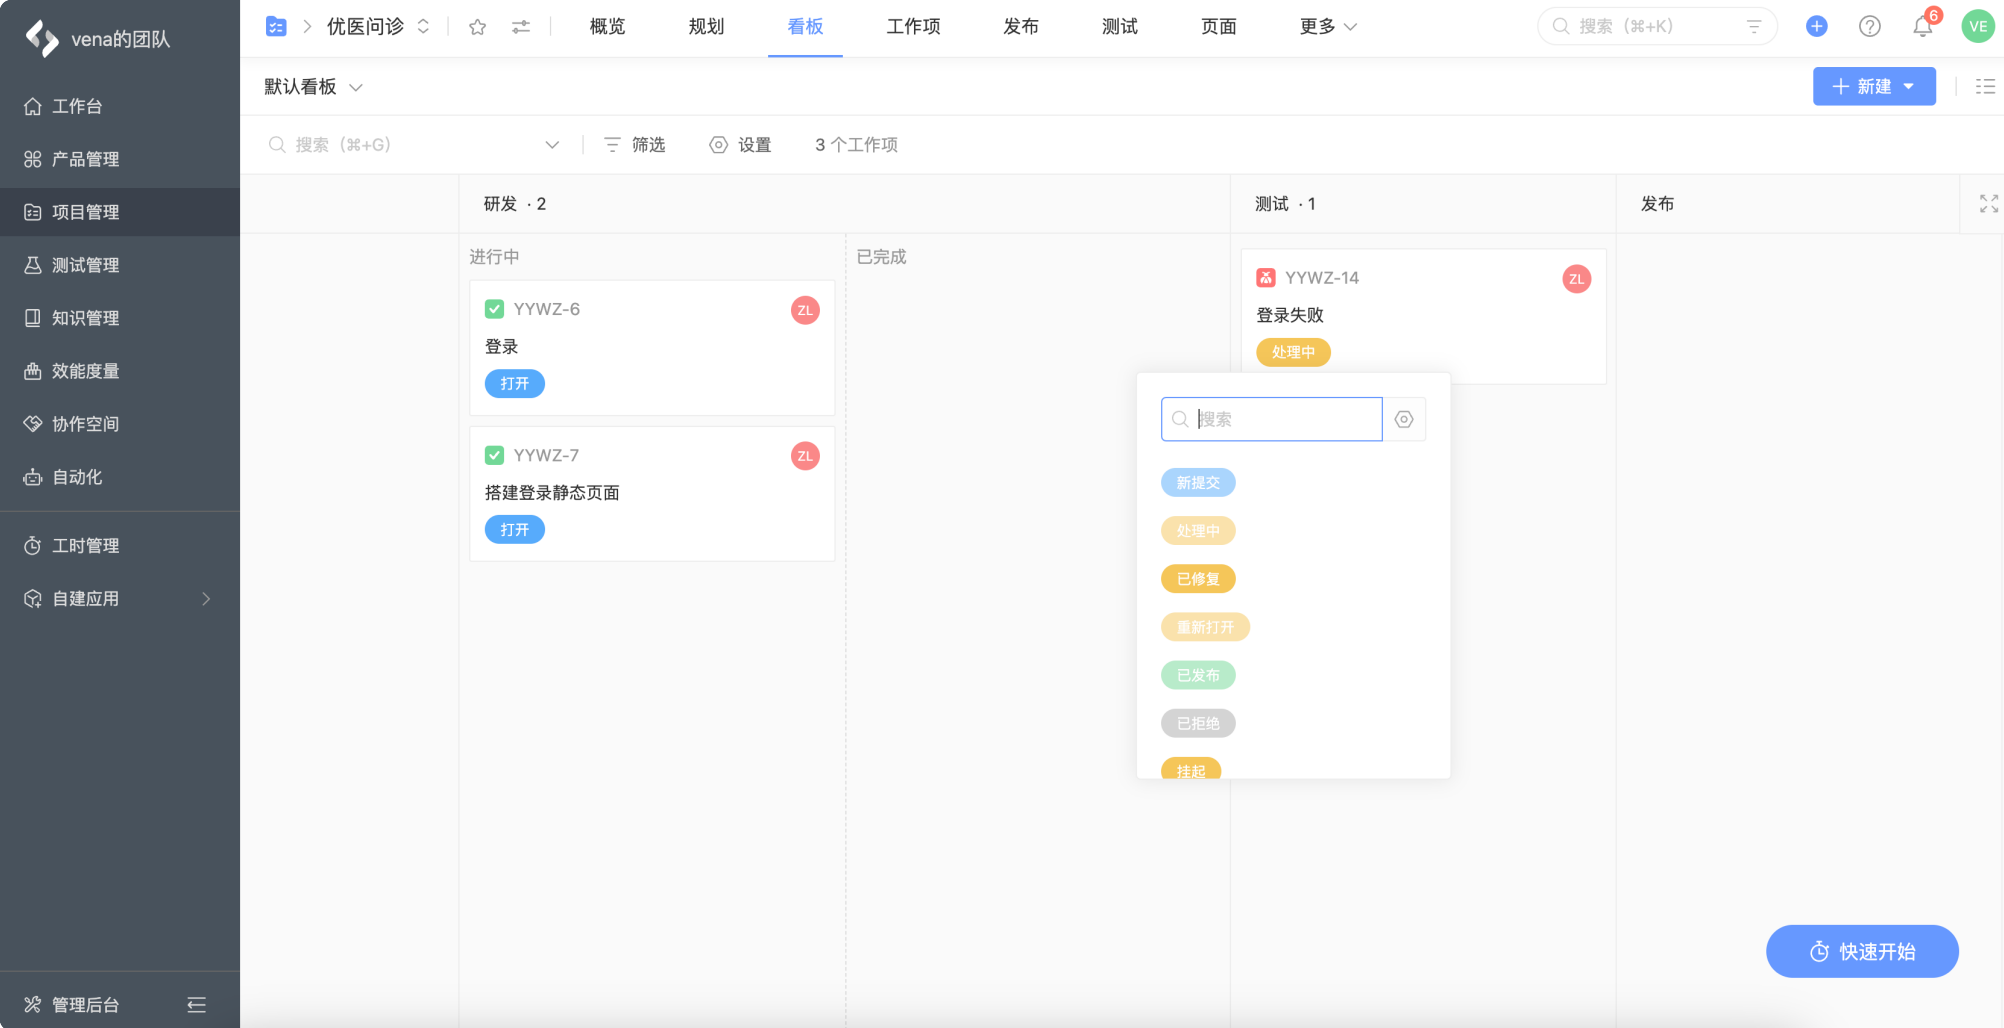 vena的团队
工作台
产品管理
项目管理
测试管理
知识管理
效能度量
协作空间
自动化
工时管理
自建应用
管理后台
优医问诊
概览
规划
看板
工作项
发布
测试
页面
更多
搜索（⌘+K）
6
VE
默认看板
新建
搜索（⌘+G）
筛选
设置
3 个工作项
研发 · 2
测试 · 1
发布
进行中
已完成
YYWZ-6
ZL
登录
打开
YYWZ-7
ZL
搭建登录静态页面
打开
YYWZ-14
ZL
登录失败
处理中
搜索
新提交
处理中
已修复
重新打开
已发布
已拒绝
挂起
快速开始